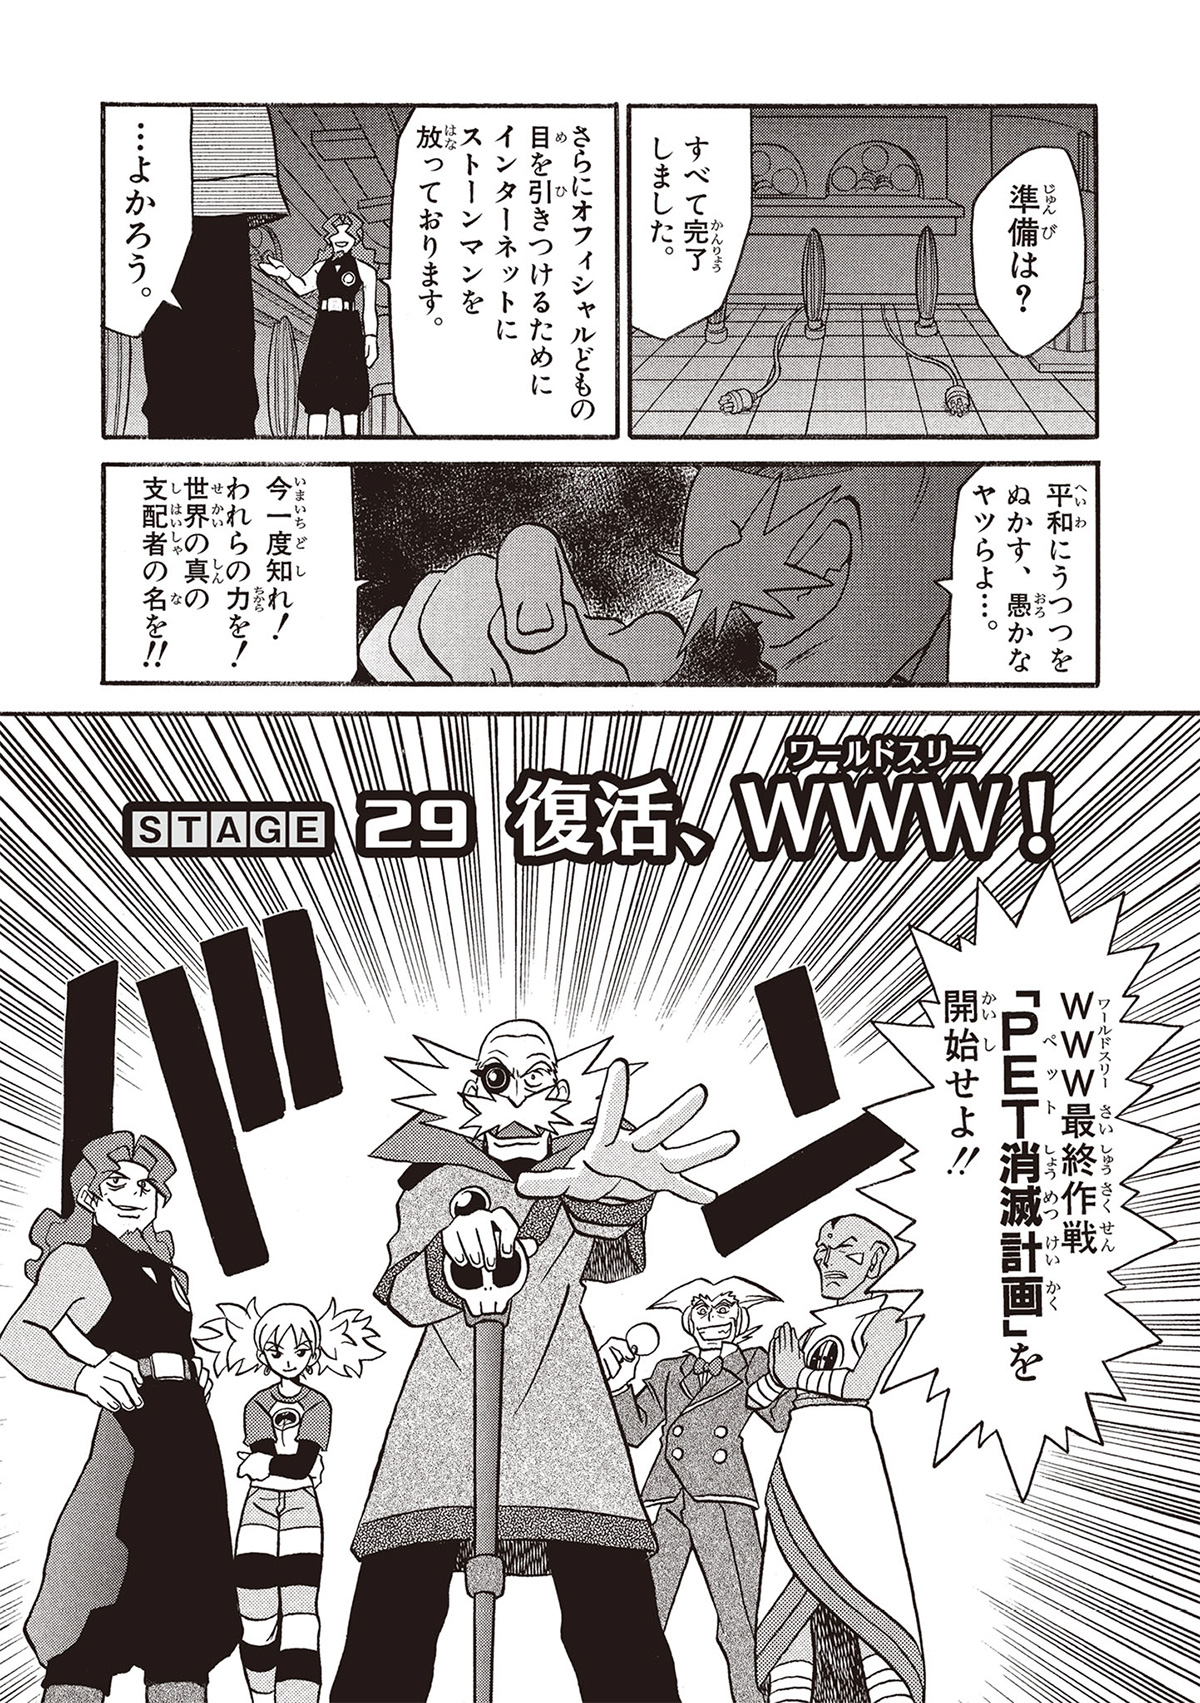 準備は?
すべて完了
しました。
さらにオフィシャルどもの
目を引きつけるために
インターネットに
ストーンマンを
放っております。
…よかろう。
平和にうつつを
ぬかす、愚かな
ヤツらよ…。
今一度知れ!
われらの力を!
世界の真の
支配者の名を!!
STAGE 29 復活、WWW!
ワールドスリー
WWW最終作戦
「PET消滅計画」を
開始せよ!!
ドドン